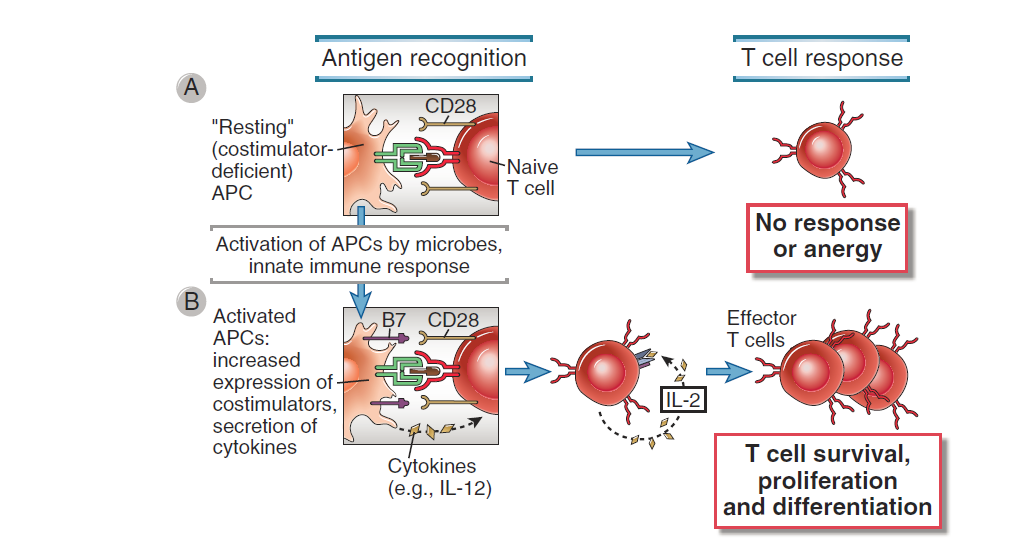 Antigen recognition
T cell response
A
CD28
"Resting"
(costimulator-
deficient)
APC
Naive
T cell
No response
or anergy
Activation of APCs by microbes,
innate immune response
B
Activated
APCs:
increased
expression of
costimulators,
secretion of
cytokines
B7
CD28
Cytokines
(e.g., IL-12)
IL-2
Effector
T cells
T cell survival,
proliferation
and differentiation